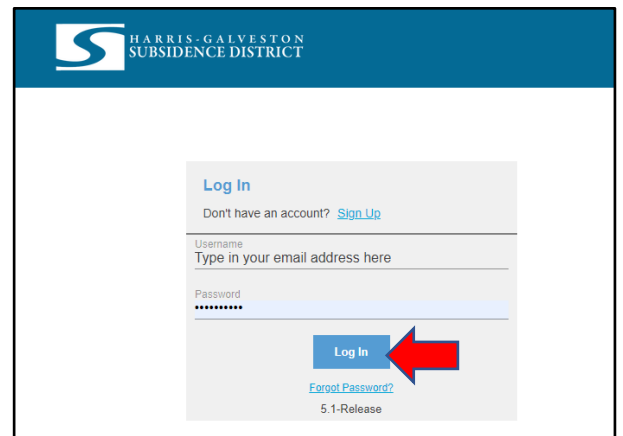 HARRIS-GALVESTON
SUBSIDENCE DISTRICT
Log In
Don't have an account? Sign Up
Username
Type in your email address here
Password
••••••••••
Log In
Forgot Password?
5.1-Release